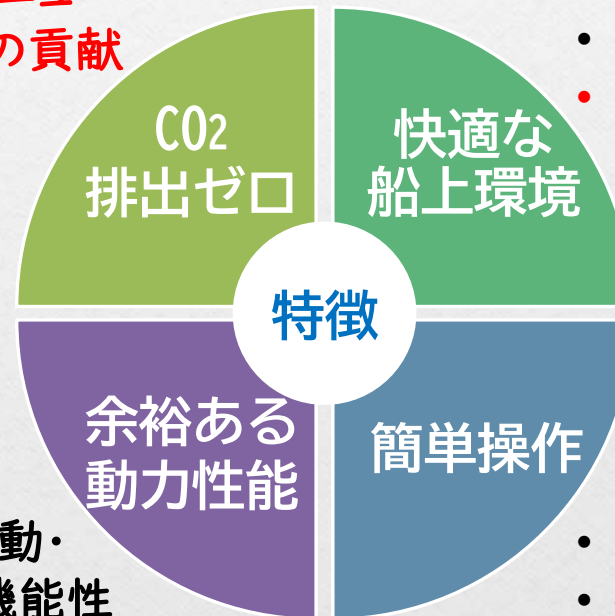 の貢献
CO2
排出ゼロ
快適な
船上環境
特徴
余裕ある
動力性能
簡単操作
動・
機能性